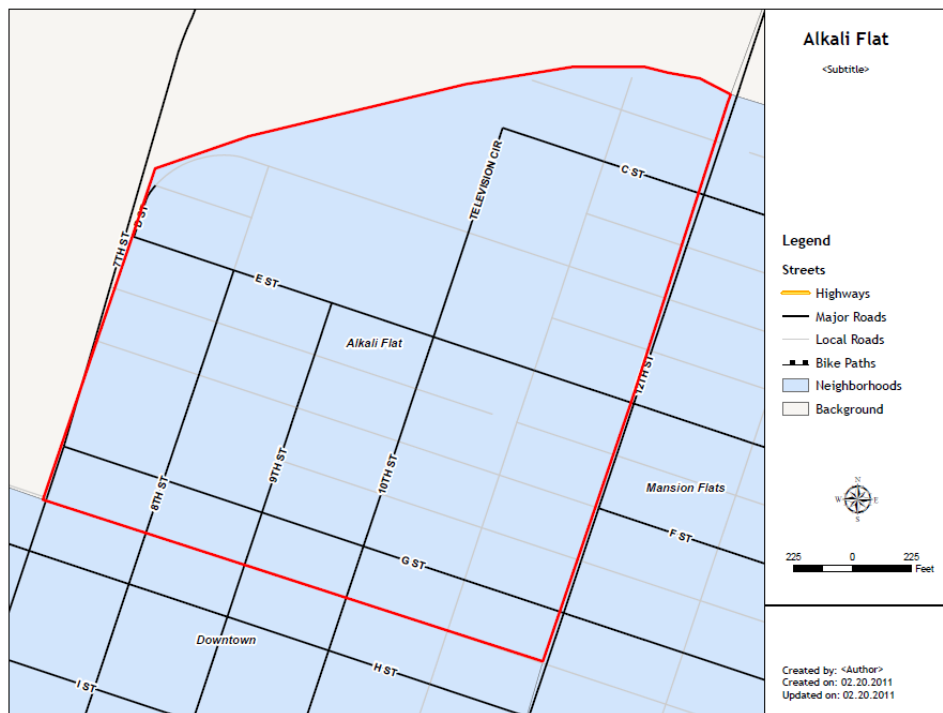 Alkali Flat
<Subtitle>
TELEVISION CIR
C ST
D ST
7TH ST
E ST
Alkali Flat
12TH ST
9TH ST
10TH ST
8TH ST
Mansion Flats
F ST
G ST
Downtown
H ST
I ST
Legend
Streets
Highways
Major Roads
Local Roads
Bike Paths
Neighborhoods
Background
N
W E
S
225 0 225
Feet
Created by: <Author>
Created on: 02.20.2011
Updated on: 02.20.2011